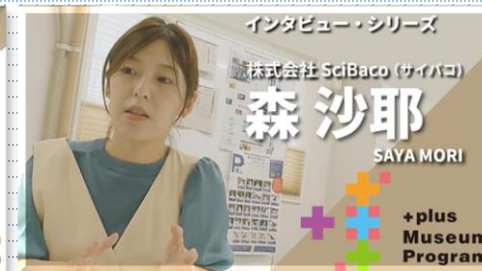 インタビュー・シリーズ
株式会社 SciBaco (サイバコ)
森 沙耶
SAYA MORI
+plus
Museum
Program